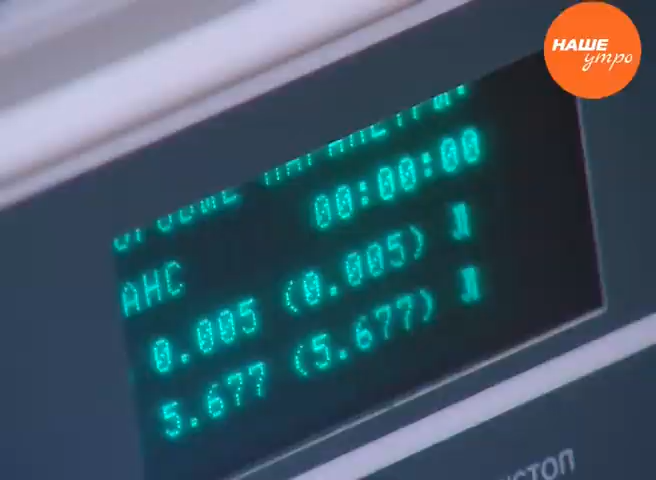 НАШЕ
утро
00:00:00
АНС
0.005 (0.005) Л
5.677 (5.677) Л